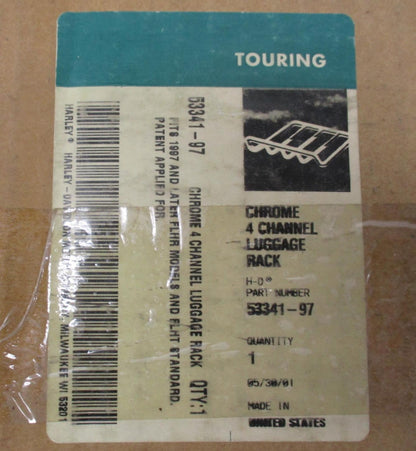 TOURING
CHROME
4 CHANNEL
LUGGAGE
RACK
H-D®
PART NUMBER
53341-97
QUANTITY
1
05/30/01
MADE IN
UNITED STATES
53341-97 CHROME 4 CHANNEL LUGGAGE RACK QTY:1
FITS 1997 AND LATER FLHR MODELS AND FLHT STANDARD.
PATENT APPLIED FOR.
HARLEY® HARLEY-DAVIDSON MILWAUKEE WI 53201